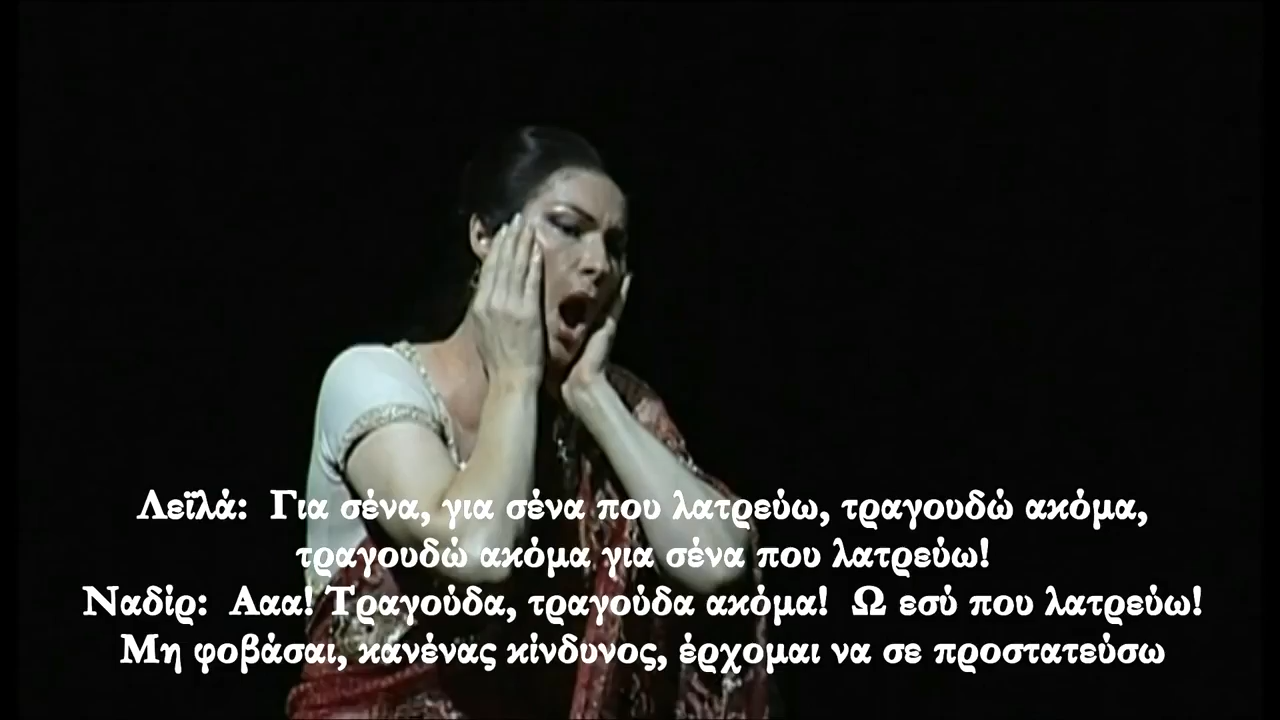 Λεϊλά:  Για σένα, για σένα που λατρεύω, τραγουδώ ακόμα,
τραγουδώ ακόμα για σένα που λατρεύω!
Ναδίρ:  Ααα! Τραγούδα, τραγούδα ακόμα!  Ω εσύ που λατρεύω!
Μη φοβάσαι, κανένας κίνδυνος, έρχομαι να σε προστατεύσω